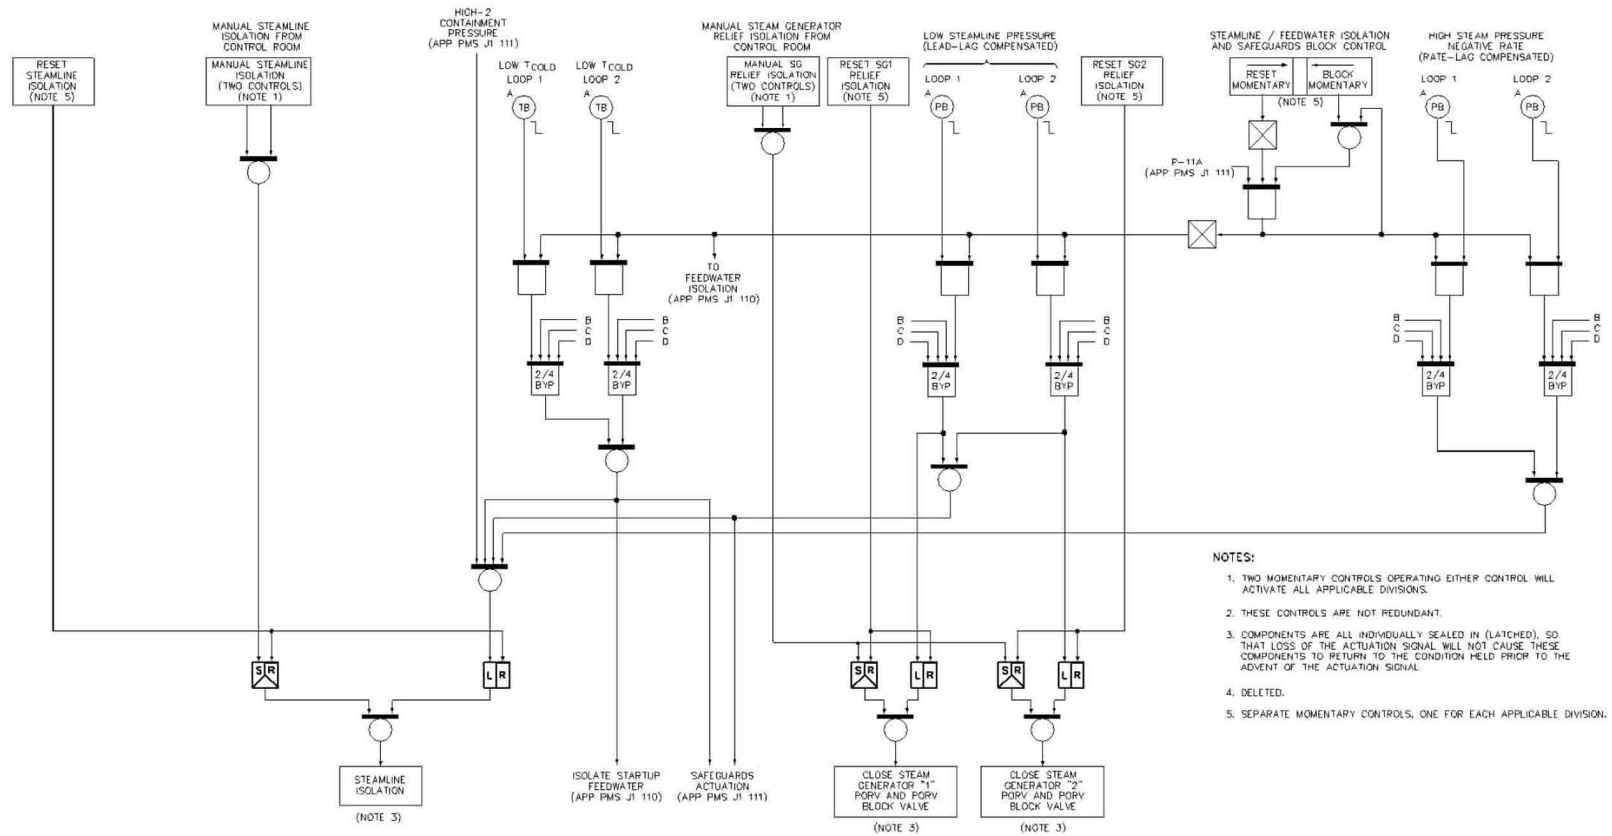 HIGH-2
CONTAINMENT
PRESSURE
(APP PMS J1 111)
MANUAL STEAMLINE
ISOLATION FROM
CONTROL ROOM
MANUAL STEAM GENERATOR
RELIEF ISOLATION FROM
CONTROL ROOM
LOW STEAMLINE PRESSURE
(LEAD-LAG COMPENSATED)
STEAMLINE / FEEDWATER ISOLATION
AND SAFEGUARDS BLOCK CONTROL
HIGH STEAM PRESSURE
NEGATIVE RATE
(RATE-LAG COMPENSATED)
RESET
STEAMLINE
ISOLATION
(NOTE 5)
MANUAL STEAMLINE
ISOLATION
(TWO CONTROLS)
(NOTE 1)
LOW TCOLD
LOOP 1
A
TB
LOW TCOLD
LOOP 2
A
TB
MANUAL SG
RELIEF ISOLATION
(TWO CONTROLS)
(NOTE 1)
RESET SG1
RELIEF
ISOLATION
(NOTE 5)
LOOP 1
A
PB
LOOP 2
A
PB
RESET SG2
RELIEF
ISOLATION
(NOTE 5)
RESET
MOMENTARY
BLOCK
MOMENTARY
(NOTE 5)
LOOP 1
A
PB
LOOP 2
A
PB
P-11A
(APP PMS J1 111)
TO
FEEDWATER
ISOLATION
(APP PMS J1 110)
B
C
D
B
C
D
B
C
D
B
C
D
B
C
D
2/4
BYP
2/4
BYP
2/4
BYP
2/4
BYP
2/4
BYP
2/4
BYP
S R
L R
S R
L R
S R
L R
STEAMLINE
ISOLATION
(NOTE 3)
ISOLATE STARTUP
FEEDWATER
(APP PMS J1 110)
SAFEGUARDS
ACTUATION
(APP PMS J1 111)
CLOSE STEAM
GENERATOR "1"
PORV AND PORV
BLOCK VALVE
(NOTE 3)
CLOSE STEAM
GENERATOR "2"
PORV AND PORV
BLOCK VALVE
(NOTE 3)
NOTES:
1. TWO MOMENTARY CONTROLS OPERATING EITHER CONTROL WILL
ACTIVATE ALL APPLICABLE DIVISIONS.
2. THESE CONTROLS ARE NOT REDUNDANT.
3. COMPONENTS ARE ALL INDIVIDUALLY SEALED IN (LATCHED), SO
THAT LOSS OF THE ACTUATION SIGNAL WILL NOT CAUSE THESE
COMPONENTS TO RETURN TO THE CONDITION HELD PRIOR TO THE
ADVENT OF THE ACTUATION SIGNAL.
4. DELETED.
5. SEPARATE MOMENTARY CONTROLS, ONE FOR EACH APPLICABLE DIVISION.